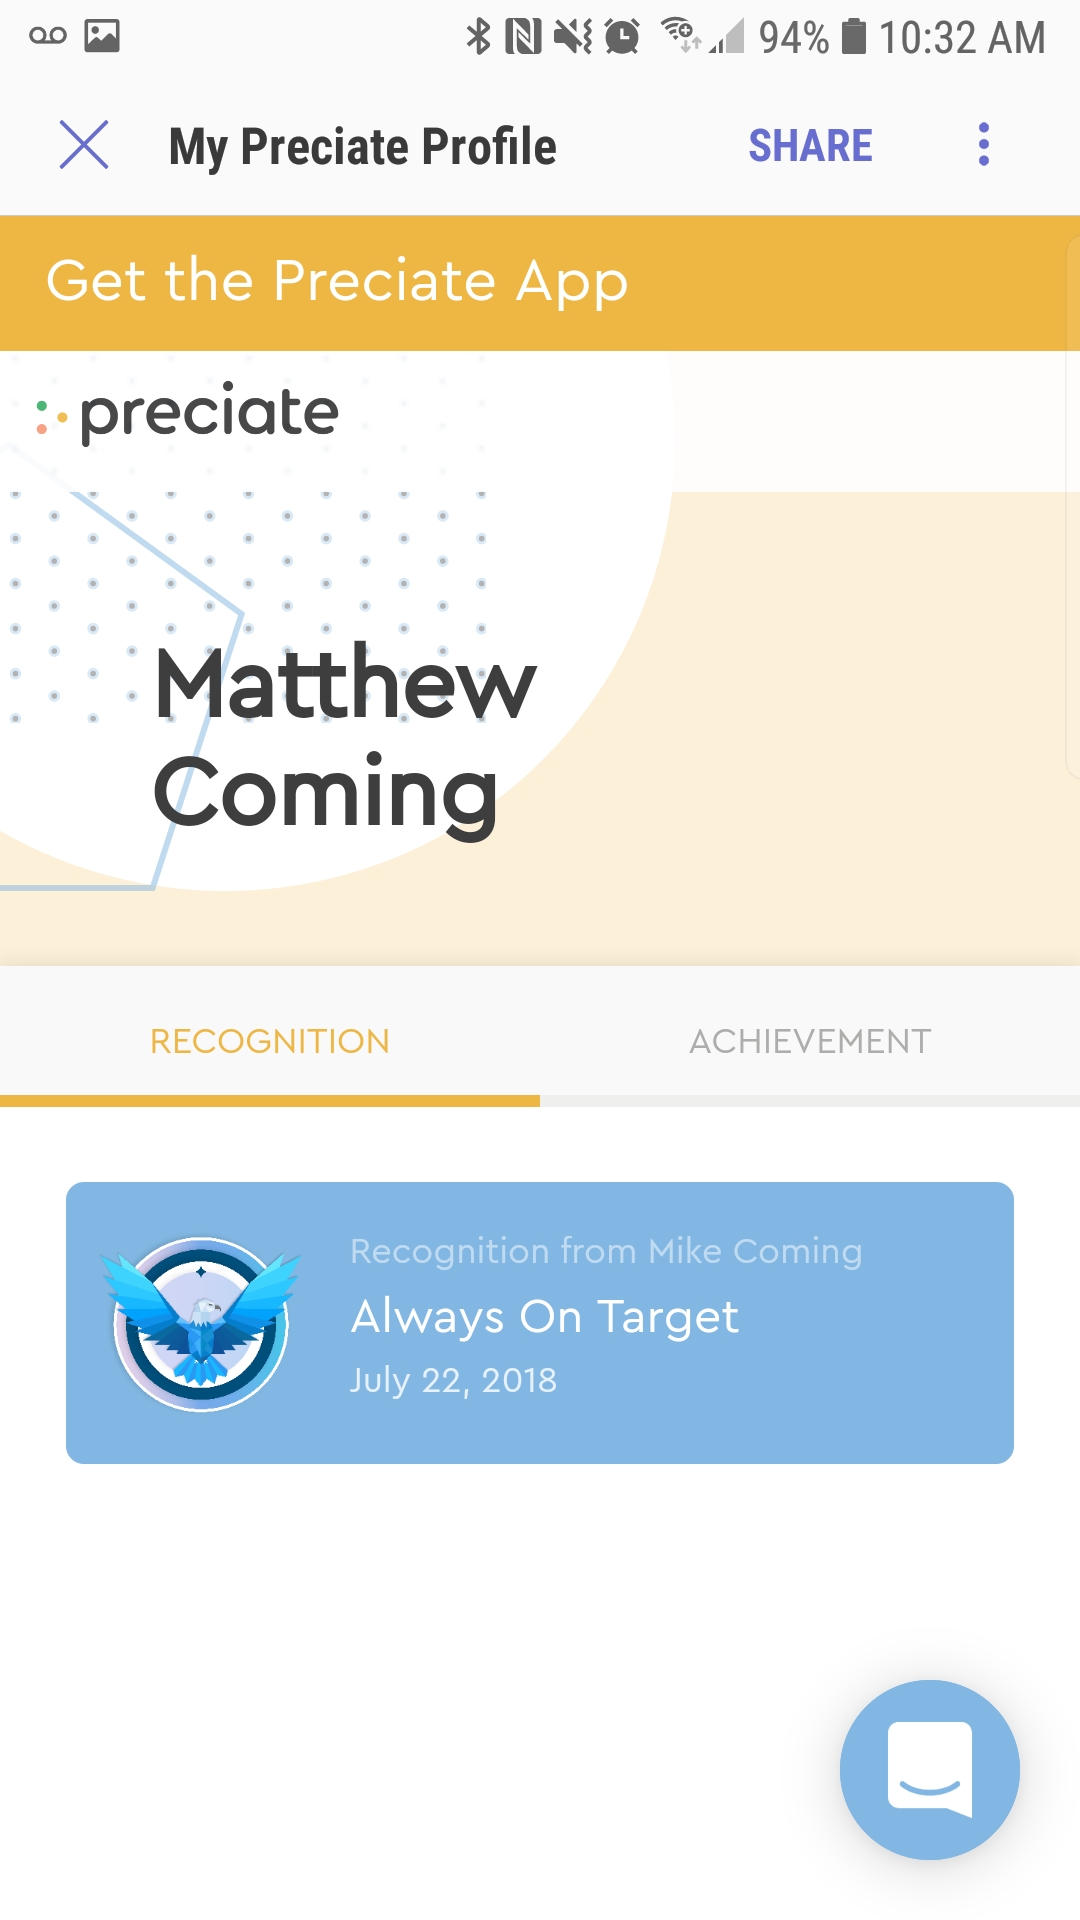 94% 10:32 AM
My Preciate Profile SHARE
Get the Preciate App
preciate
Matthew
Coming
RECOGNITION ACHIEVEMENT
Recognition from Mike Coming
Always On Target
July 22, 2018